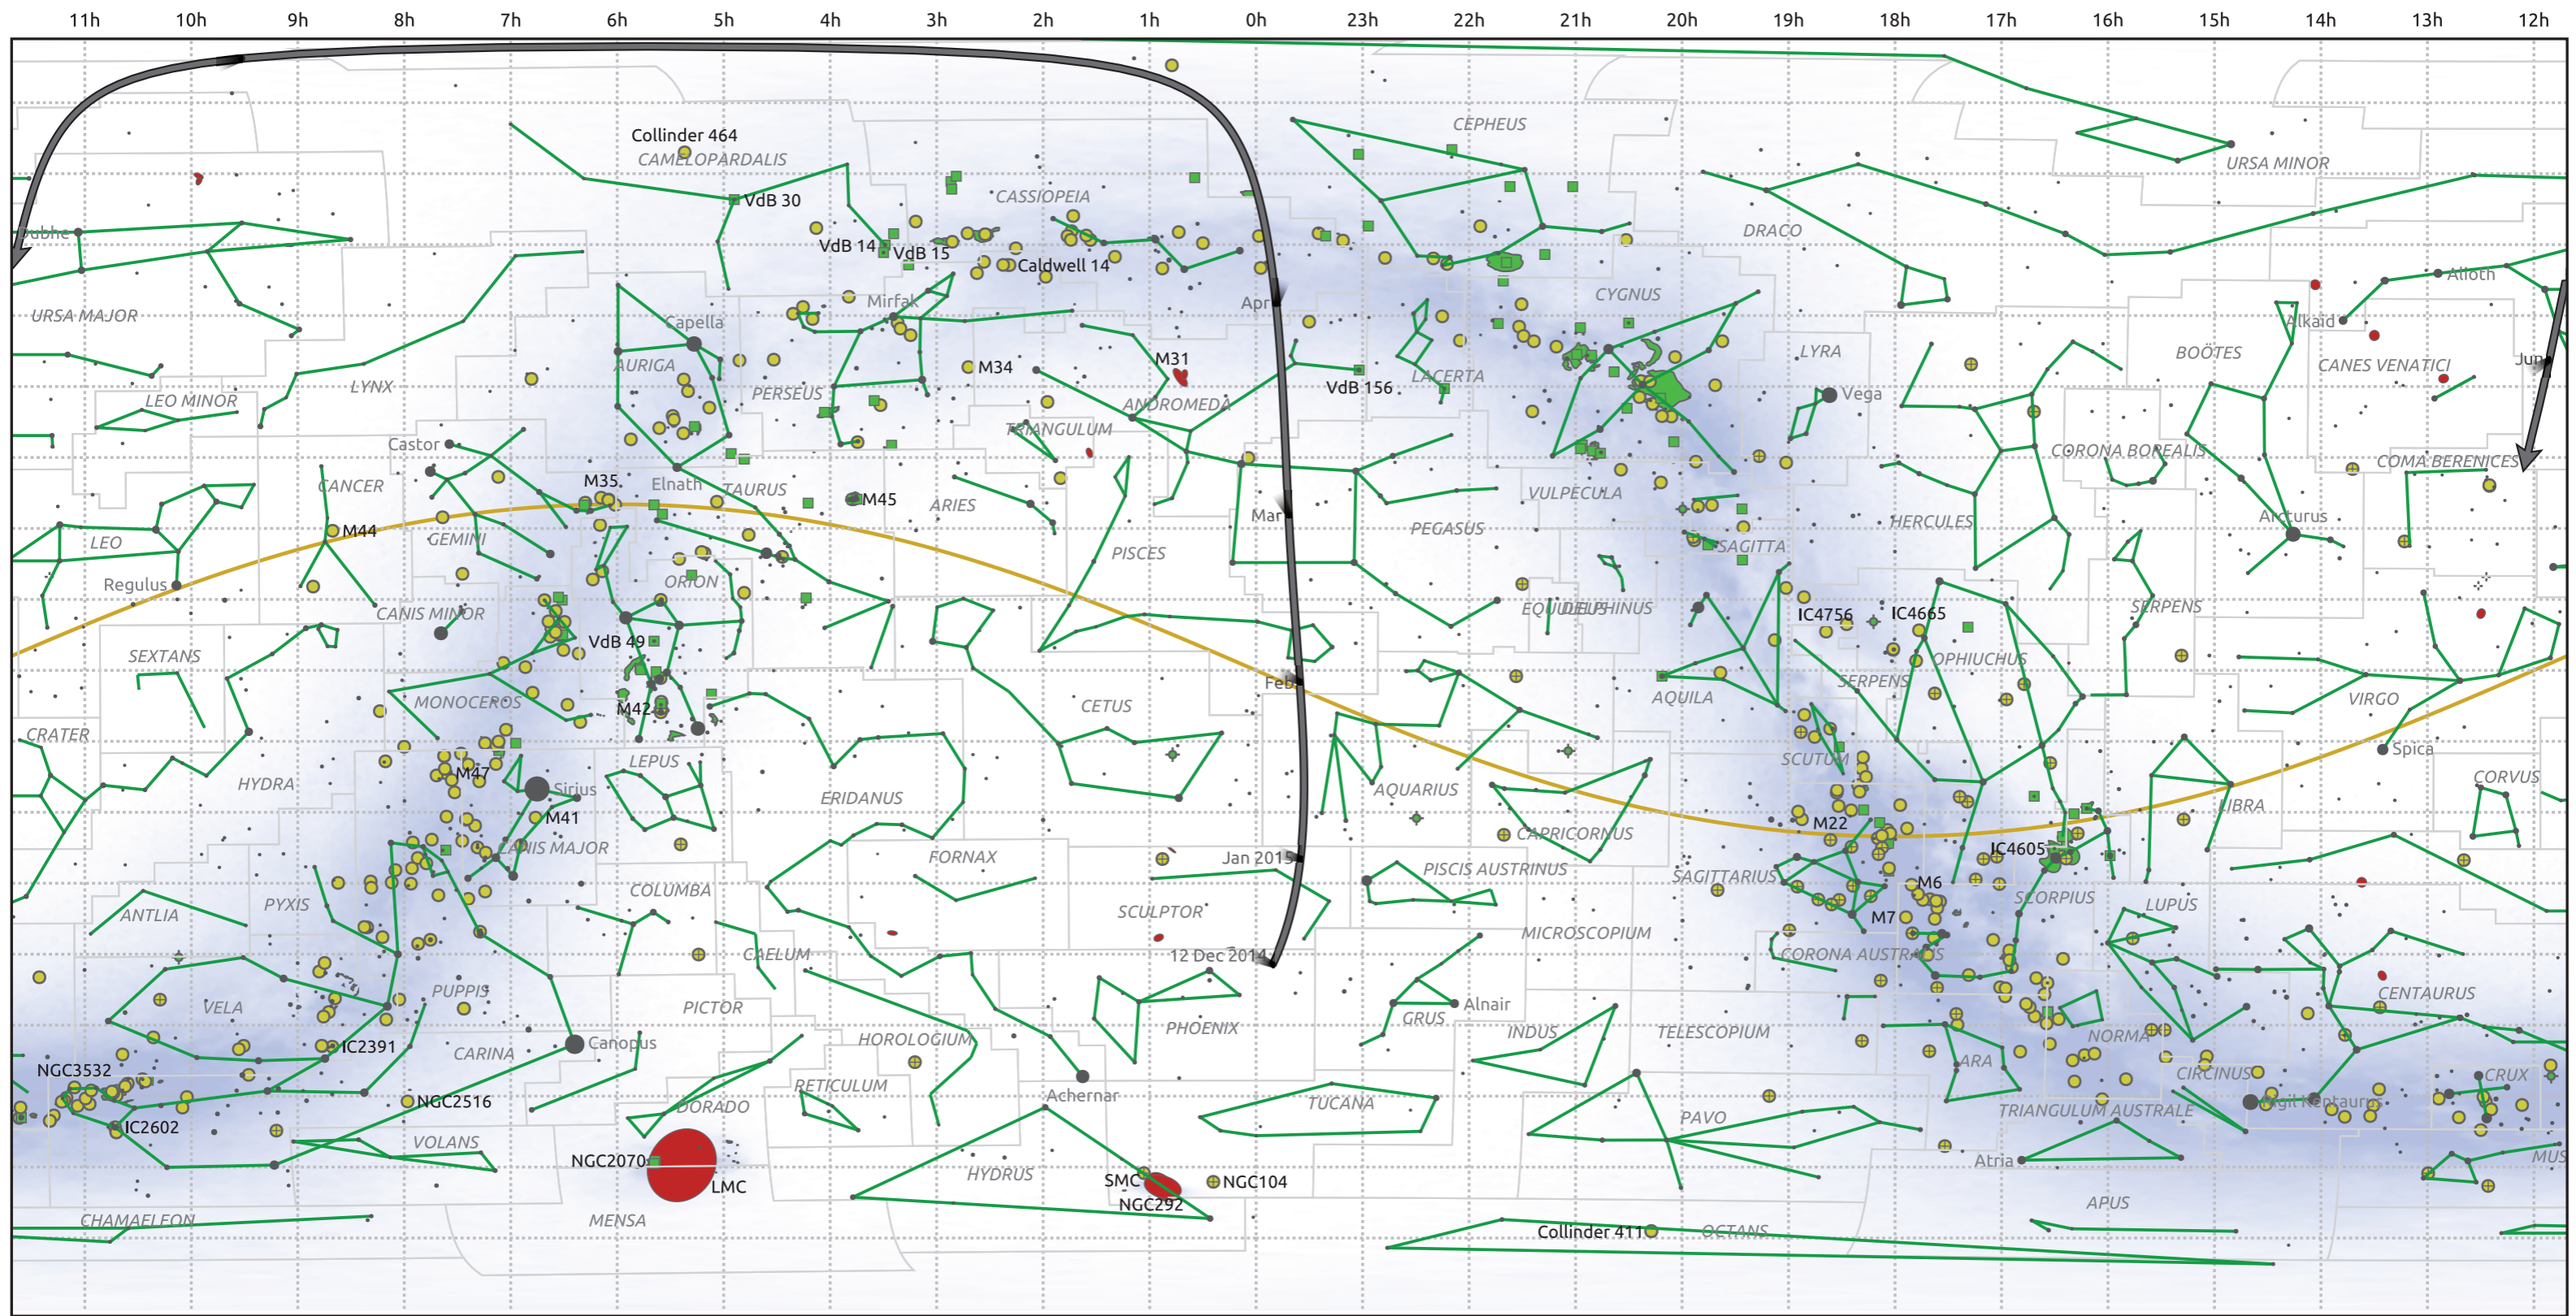 11h 10h 9h 8h 7h 6h 5h 4h 3h 2h 1h 0h 23h 22h 21h 20h 19h 18h 17h 16h 15h 14h 13h 12h
Collinder 464
CAMELOPARDALIS
CEPHEUS
URSA MINOR
VdB 30
CASSIOPEIA
Dubhe
VdB 14
VdB 15
Caldwell 14
DRACO
Alioth
URSA MAJOR
Mirfak
Apr
CYGNUS
Alkaid
Capella
AURIGA
LYNX
LEO MINOR
PERSEUS
M34
M31
ANDROMEDA
VdB 156
LACERTA
LYRA
Vega
BOÖTES
CANES VENATICI
Jun
Castor
TRIANGULUM
CORONA BOREALIS
COMA BERENICES
CANCER
M35
Elnath
TAURUS
M45
ARIES
Mar
VULPECULA
PEGASUS
HERCULES
Arcturus
LEO
M44
GEMINI
PISCES
SAGITTA
Regulus
ORION
CANIS MINOR
EQUULEUS
DELPHINUS
IC4756
IC4665
SERPENS
SEXTANS
VdB 49
OPHIUCHUS
Feb
SERPENS
AQUILA
VIRGO
MONOCEROS
M42
CETUS
CRATER
HYDRA
M47
LEPUS
Sirius
ERIDANUS
AQUARIUS
SCUTUM
Spica
CORVUS
LIBRA
M41
CANIS MAJOR
M22
CAPRICORNUS
IC4605
Jan 2015
FORNAX
PISCIS AUSTRINUS
SAGITTARIUS
M6
SCORPIUS
COLUMBA
PYXIS
ANTLIA
SCULPTOR
M7
LUPUS
MICROSCOPIUM
CAELUM
12 Dec 2014
CORONA AUSTRALIS
VELA
PUPPIS
PICTOR
PHOENIX
GRUS
Alnair
INDUS
TELESCOPIUM
CENTAURUS
NORMA
IC2391
CARINA
Canopus
HOROLOGIUM
ARA
NGC3532
CIRCINUS
CRUX
RETICULUM
Achernar
NGC2516
DORADO
TUCANA
PAVO
TRIANGULUM AUSTRALE
Rigil Kentaurus
IC2602
VOLANS
NGC2070
LMC
HYDRUS
SMC
NGC292
NGC104
Atria
MUS
CHAMAELEON
MENSA
APUS
Collinder 411
OCTANS